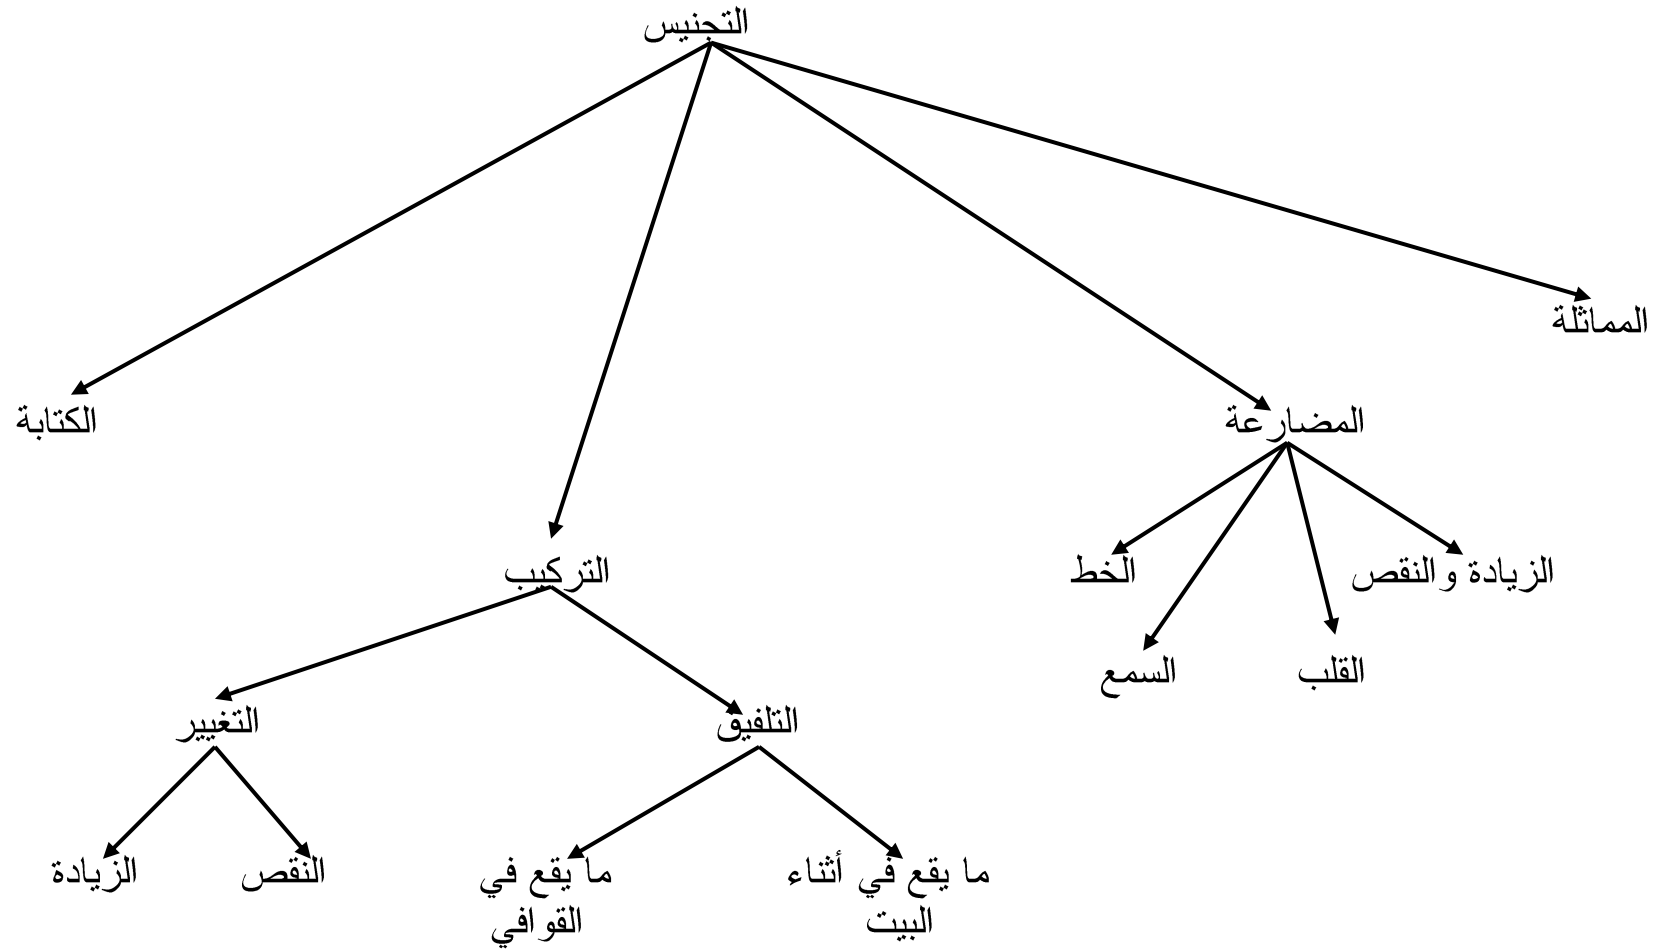 التجنيس
المماثلة
المضارعة
الكتابة
الزيادة والنقص
الخط
التركيب
القلب
السمع
التلفيق
التغيير
ما يقع في أثناء
البيت
ما يقع في
القوافي
النقص
الزيادة